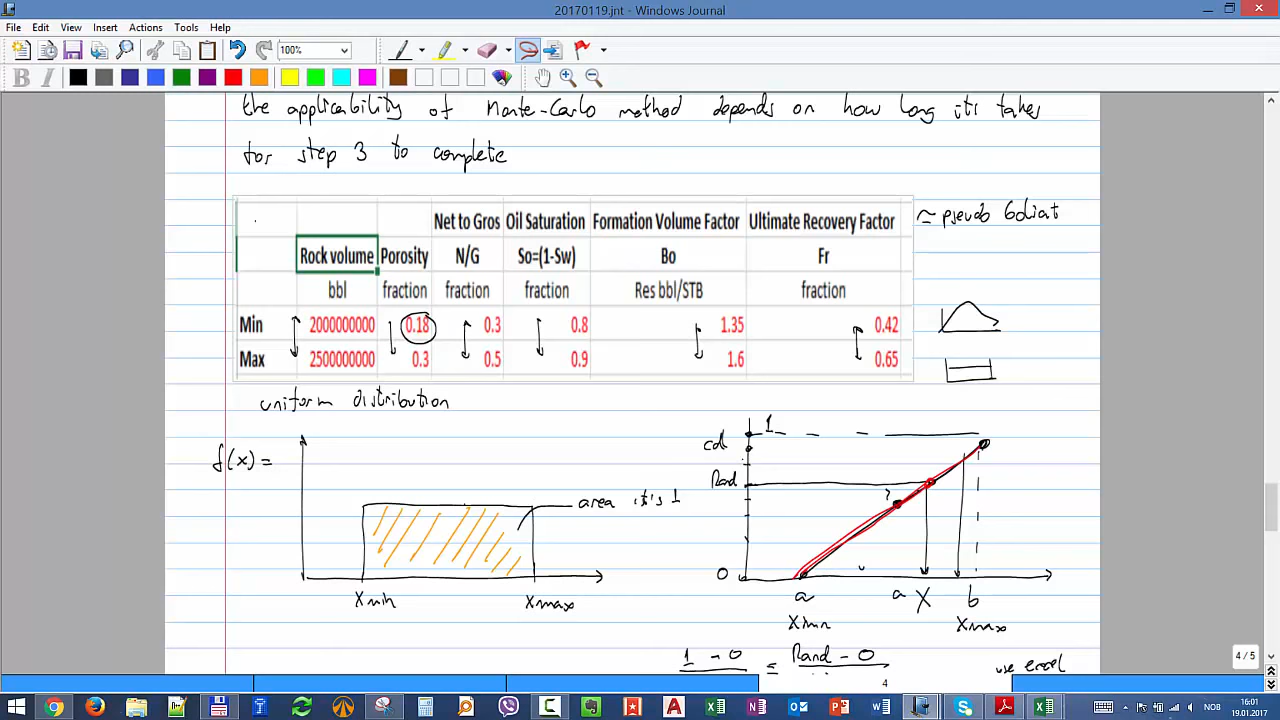 20170119.jnt - Windows Journal
File Edit View Insert Actions Tools Help
100%
the applicability of Monte-Carlo method depends on how long its takes
for step 3 to complete
Net to Gros Oil Saturation Formation Volume Factor Ultimate Recovery Factor
≈ pseudo Goliat
Rock volume Porosity N/G So=(1-Sw) Bo Fr
bbl fraction fraction fraction Res bbl/STB fraction
Min 2000000000 0.18 0.3 0.8 1.35 0.42
Max 2500000000 0.3 0.5 0.9 1.6 0.65
uniform distribution
f(x) =
area it's 1
Xmin Xmax
1
cdf
Rand
0
a a X b
Xmin Xmax
1 - 0 = Rand - 0
use excel
4 / 5
4
NOB
16:01
19.01.2017